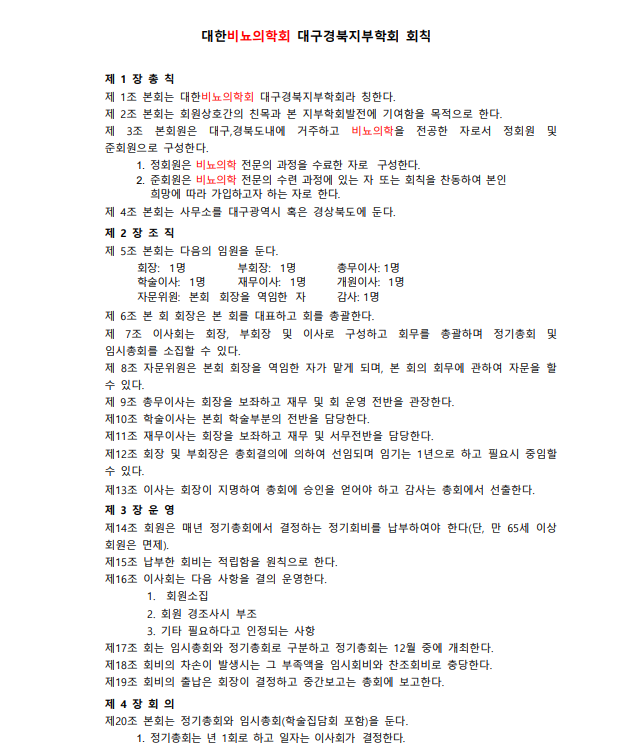 대한비뇨의학회 대구경북지부학회 회칙
제 1 장 총 칙
제 1조 본회는 대한비뇨의학회 대구경북지부학회라 칭한다.
제 2조 본회는 회원상호간의 친목과 본 지부학회발전에 기여함을 목적으로 한다.
제 3조 본회원은 대구,경북도내에 거주하고 비뇨의학을 전공한 자로서 정회원 및
준회원으로 구성한다.
1. 정회원은 비뇨의학 전문의 과정을 수료한 자로 구성한다.
2. 준회원은 비뇨의학 전문의 수련 과정에 있는 자 또는 회칙을 찬동하여 본인
희망에 따라 가입하고자 하는 자로 한다.
제 4조 본회는 사무소를 대구광역시 혹은 경상북도에 둔다.
제 2 장 조 직
제 5조 본회는 다음의 임원을 둔다.
회장: 1명 부회장: 1명 총무이사: 1명
학술이사: 1명 재무이사: 1명 개원이사: 1명
자문위원: 본회 회장을 역임한 자 감사: 1명
제 6조 본 회 회장은 본 회를 대표하고 회를 총괄한다.
제 7조 이사회는 회장, 부회장 및 이사로 구성하고 회무를 총괄하며 정기총회 및
임시총회를 소집할 수 있다.
제 8조 자문위원은 본회 회장을 역임한 자가 맡게 되며, 본 회의 회무에 관하여 자문을 할
수 있다.
제 9조 총무이사는 회장을 보좌하고 재무 및 회 운영 전반을 관장한다.
제10조 학술이사는 본회 학술부분의 전반을 담당한다.
제11조 재무이사는 회장을 보좌하고 재무 및 서무전반을 담당한다.
제12조 회장 및 부회장은 총회결의에 의하여 선임되며 임기는 1년으로 하고 필요시 중임할
수 있다.
제13조 이사는 회장이 지명하여 총회에 승인을 얻어야 하고 감사는 총회에서 선출한다.
제 3 장 운 영
제14조 회원은 매년 정기총회에서 결정하는 정기회비를 납부하여야 한다(단, 만 65세 이상
회원은 면제).
제15조 납부한 회비는 적립함을 원칙으로 한다.
제16조 이사회는 다음 사항을 결의 운영한다.
1. 회원소집
2. 회원 경조사시 부조
3. 기타 필요하다고 인정되는 사항
제17조 회는 임시총회와 정기총회로 구분하고 정기총회는 12월 중에 개최한다.
제18조 회비의 차손이 발생시는 그 부족액을 임시회비와 찬조회비로 충당한다.
제19조 회비의 출납은 회장이 결정하고 중간보고는 총회에 보고한다.
제 4 장 회 의
제20조 본회는 정기총회와 임시총회(학술집담회 포함)을 둔다.
1. 정기총회는 년 1회로 하고 일자는 이사회가 결정한다.